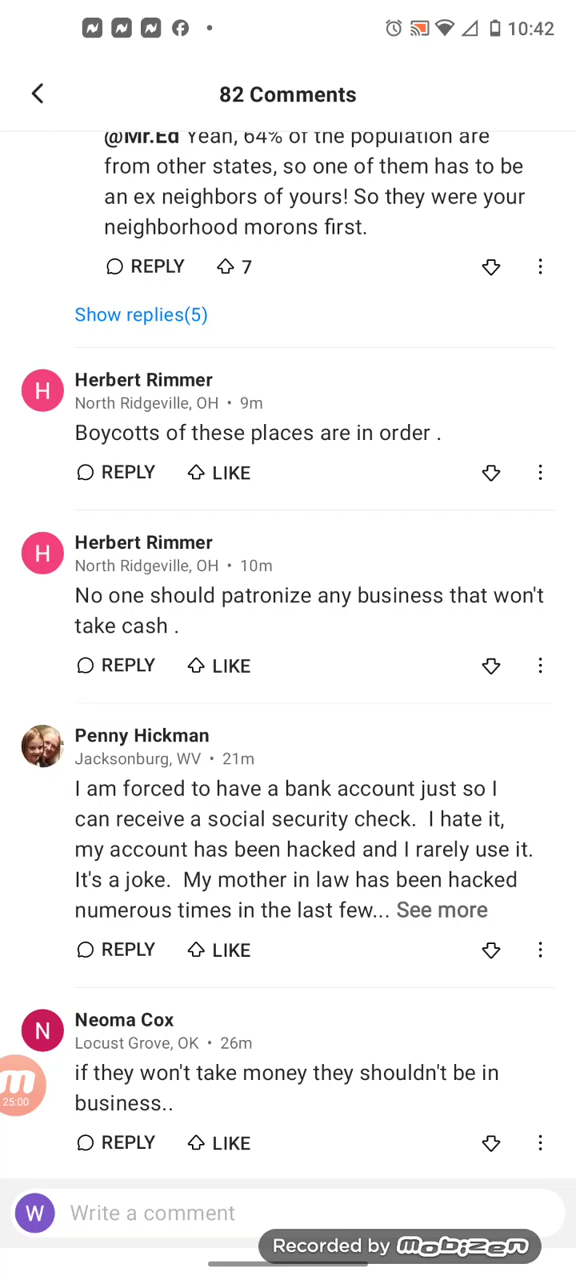 10:42
82 Comments
@Mr.Ed Yeah, 64% of the population are
from other states, so one of them has to be
an ex neighbors of yours! So they were your
neighborhood morons first.
REPLY 7
Show replies(5)
H Herbert Rimmer
North Ridgeville, OH • 9m
Boycotts of these places are in order .
REPLY LIKE
H Herbert Rimmer
North Ridgeville, OH • 10m
No one should patronize any business that won't
take cash .
REPLY LIKE
Penny Hickman
Jacksonburg, WV • 21m
I am forced to have a bank account just so I
can receive a social security check. I hate it,
my account has been hacked and I rarely use it.
It's a joke. My mother in law has been hacked
numerous times in the last few... See more
REPLY LIKE
N Neoma Cox
Locust Grove, OK • 26m
if they won't take money they shouldn't be in
business..
25:00
REPLY LIKE
W Write a comment
Recorded by mobizen